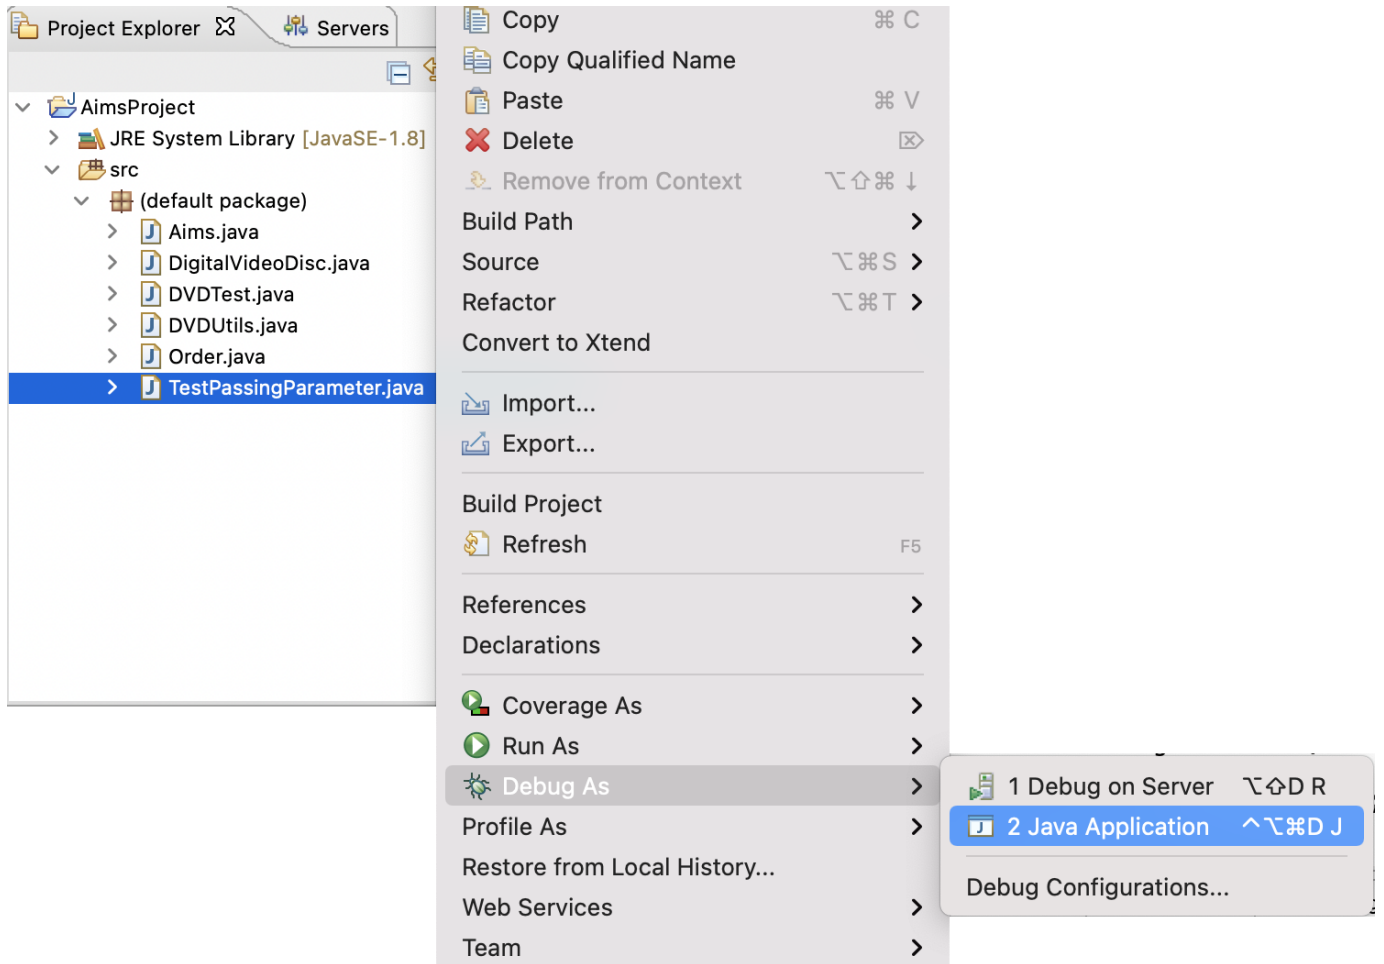 Project Explorer
Servers
AimsProject
JRE System Library [JavaSE-1.8]
src
(default package)
Aims.java
DigitalVideoDisc.java
DVDTest.java
DVDUtils.java
Order.java
TestPassingParameter.java
Copy ⌘ C
Copy Qualified Name
Paste ⌘ V
Delete ⌦
Remove from Context ⌥⇧⌘ ↓
Build Path
Source ⌥⌘S
Refactor ⌥⌘T
Convert to Xtend
Import...
Export...
Build Project
Refresh F5
References
Declarations
Coverage As
Run As
Debug As
Profile As
Restore from Local History...
Web Services
Team
1 Debug on Server ⌥⇧D R
2 Java Application ^⌥⌘D J
Debug Configurations...